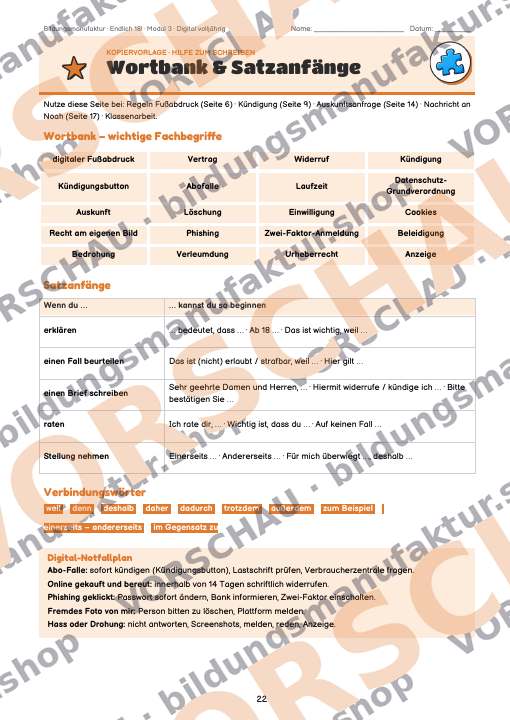 Bildungsmanufaktur · Endlich 18! · Modul 3 · Digital volljährig
Name: Datum:
KOPIERVORLAGE · HILFE ZUM SCHREIBEN
Wortbank & Satzanfänge
Nutze diese Seite bei: Regeln Fußabdruck (Seite 6) · Kündigung (Seite 9) · Auskunftsanfrage (Seite 14) · Nachricht an
Noah (Seite 17) · Klassenarbeit.
Wortbank – wichtige Fachbegriffe
digitaler Fußabdruck Vertrag Widerruf Kündigung
Kündigungsbutton Abofalle Laufzeit Datenschutz-
Grundverordnung
Auskunft Löschung Einwilligung Cookies
Recht am eigenen Bild Phishing Zwei-Faktor-Anmeldung Beleidigung
Bedrohung Verleumdung Urheberrecht Anzeige
Satzanfänge
Wenn du … … kannst du so beginnen
erklären … bedeutet, dass … · Ab 18 … · Das ist wichtig, weil …
einen Fall beurteilen Das ist (nicht) erlaubt / strafbar, weil … · Hier gilt …
einen Brief schreiben Sehr geehrte Damen und Herren, … · Hiermit widerrufe / kündige ich … · Bitte
bestätigen Sie …
raten Ich rate dir, … · Wichtig ist, dass du … · Auf keinen Fall …
Stellung nehmen Einerseits … · Andererseits … · Für mich überwiegt … deshalb …
Verbindungswörter
weil denn deshalb daher dadurch trotzdem außerdem zum Beispiel
einerseits – andererseits im Gegensatz zu
Digital-Notfallplan
Abo-Falle: sofort kündigen (Kündigungsbutton), Lastschrift prüfen, Verbraucherzentrale fragen.
Online gekauft und bereut: innerhalb von 14 Tagen schriftlich widerrufen.
Phishing geklickt: Passwort sofort ändern, Bank informieren, Zwei-Faktor einschalten.
Fremdes Foto von mir: Person bitten zu löschen, Plattform melden.
Hass oder Drohung: nicht antworten, Screenshots, melden, reden, Anzeige.
22
VORSCHAU · bildungsmanufaktur.shop
VORSCHAU